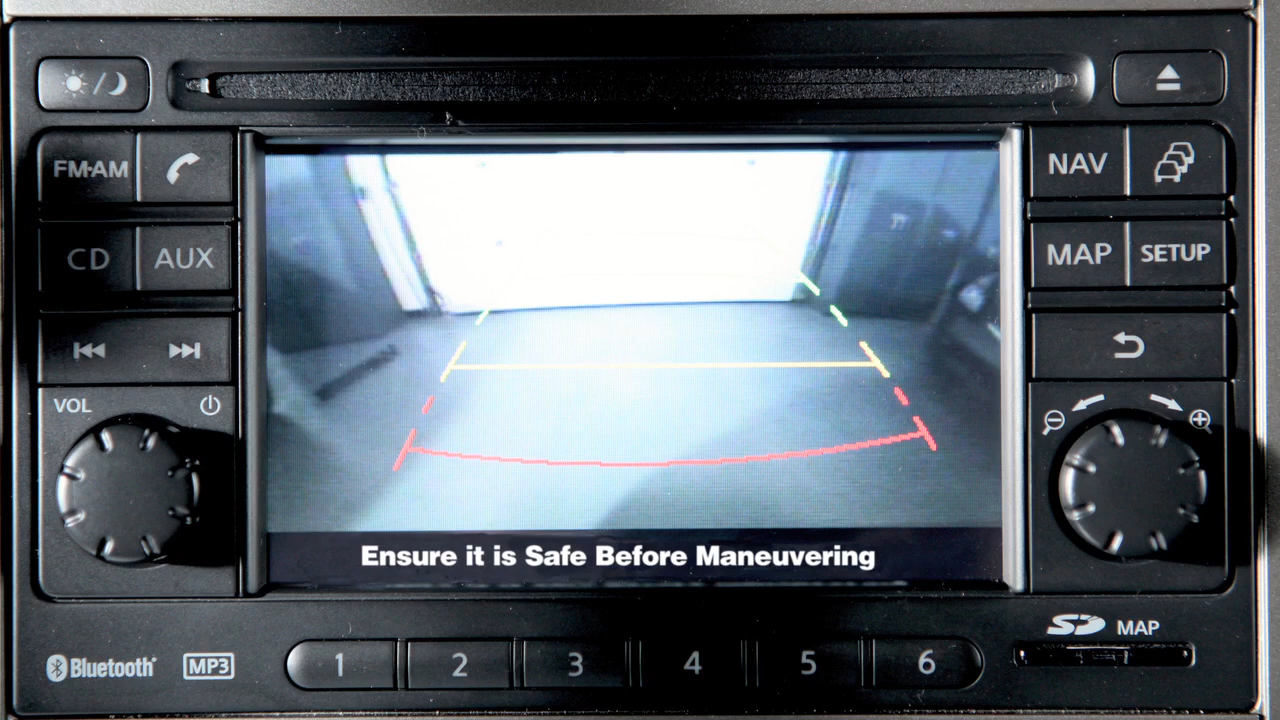 FM·AM
CD
AUX
VOL
NAV
MAP
SETUP
Ensure it is Safe Before Maneuvering
Bluetooth
MP3
1 2 3 4 5 6
SD MAP